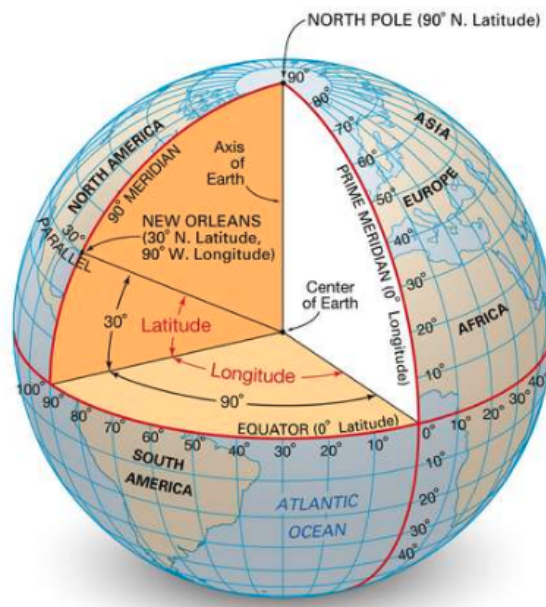 NORTH POLE (90° N. Latitude)
90°
80°
70°
60°
50°
40°
30°
20°
10°
ASIA
EUROPE
AFRICA
NORTH AMERICA
90° MERIDIAN
Axis
of
Earth
PRIME MERIDIAN (0° Longitude)
30°
PARALLEL
NEW ORLEANS
(30° N. Latitude,
90° W. Longitude)
Center
of Earth
30°
Latitude
Longitude
90°
EQUATOR (0° Latitude)
100°
90°
80°
70°
60°
50°
40°
30°
20°
10°
0°
10°
20°
30°
40°
SOUTH
AMERICA
ATLANTIC
OCEAN
10°
20°
30°
40°